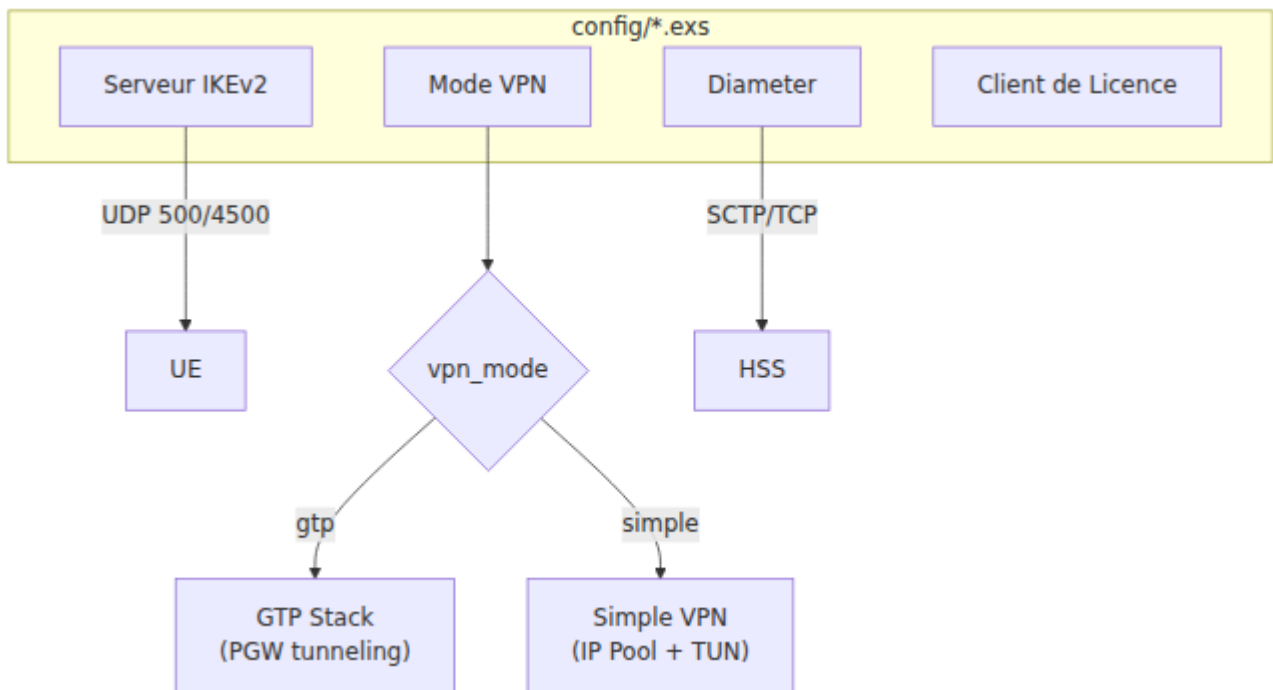 config/*.exs
Serveur IKEv2
Mode VPN
Diameter
Client de Licence
UDP 500/4500
SCTP/TCP
UE
vpn_mode
HSS
gtp
simple
GTP Stack
(PGW tunneling)
Simple VPN
(IP Pool + TUN)